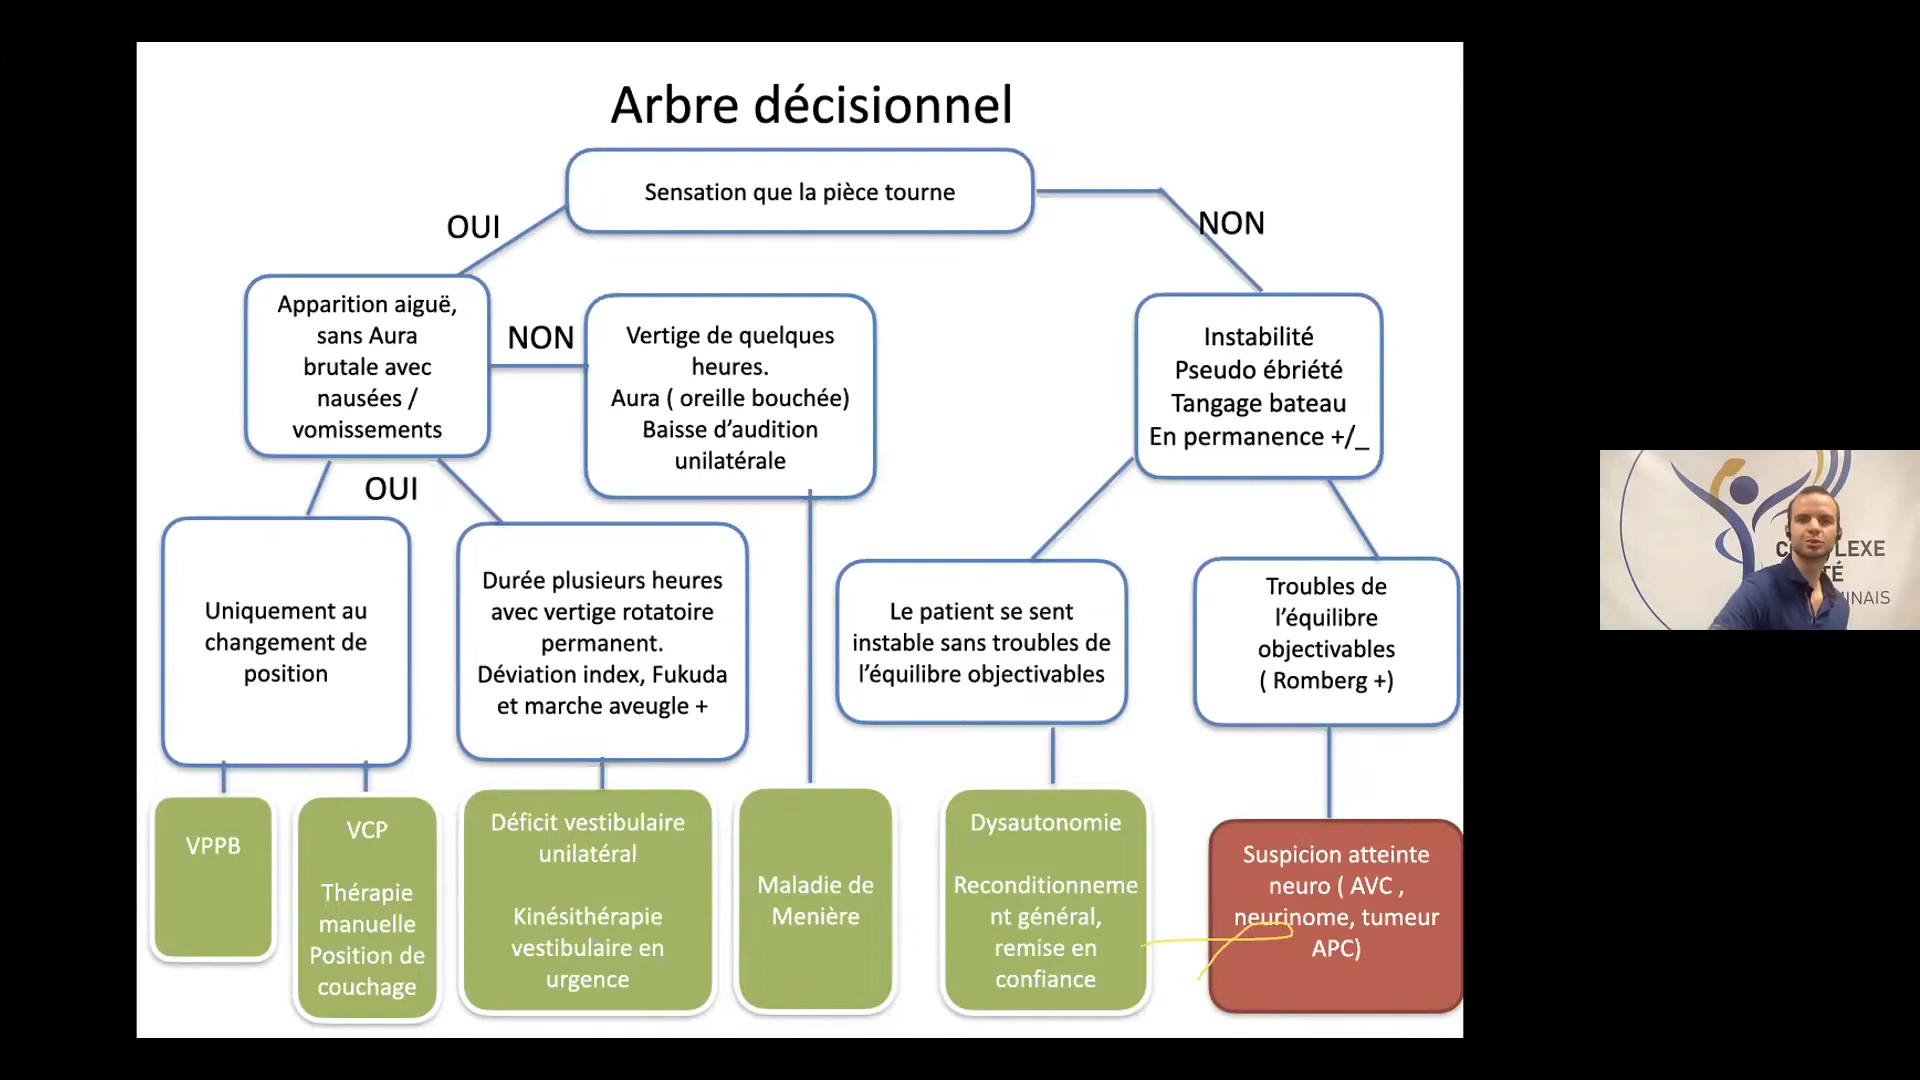 Arbre décisionnel
Sensation que la pièce tourne
OUI
NON
Apparition aiguë,
sans Aura
brutale avec
nausées /
vomissements
NON
Vertige de quelques
heures.
Aura ( oreille bouchée)
Baisse d’audition
unilatérale
Instabilité
Pseudo ébriété
Tangage bateau
En permanence +/_
OUI
Uniquement au
changement de
position
Durée plusieurs heures
avec vertige rotatoire
permanent.
Déviation index, Fukuda
et marche aveugle +
Le patient se sent
instable sans troubles de
l’équilibre objectivables
Troubles de
l’équilibre
objectivables
( Romberg +)
VPPB
VCP
Thérapie
manuelle
Position de
couchage
Déficit vestibulaire
unilatéral
Kinésithérapie
vestibulaire en
urgence
Maladie de
Menière
Dysautonomie
Reconditionneme
nt général,
remise en
confiance
Suspicion atteinte
neuro ( AVC ,
neurinome, tumeur
APC)